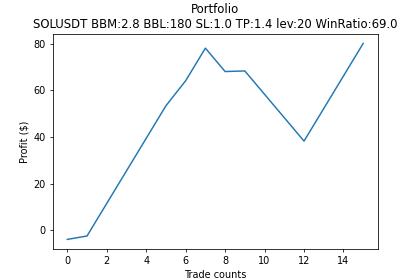 Portfolio
SOLUSDT BBM:2.8 BBL:180 SL:1.0 TP:1.4 lev:20 WinRatio:69.0
80
60
40
20
0
Profit ($)
0 2 4 6 8 10 12 14
Trade counts